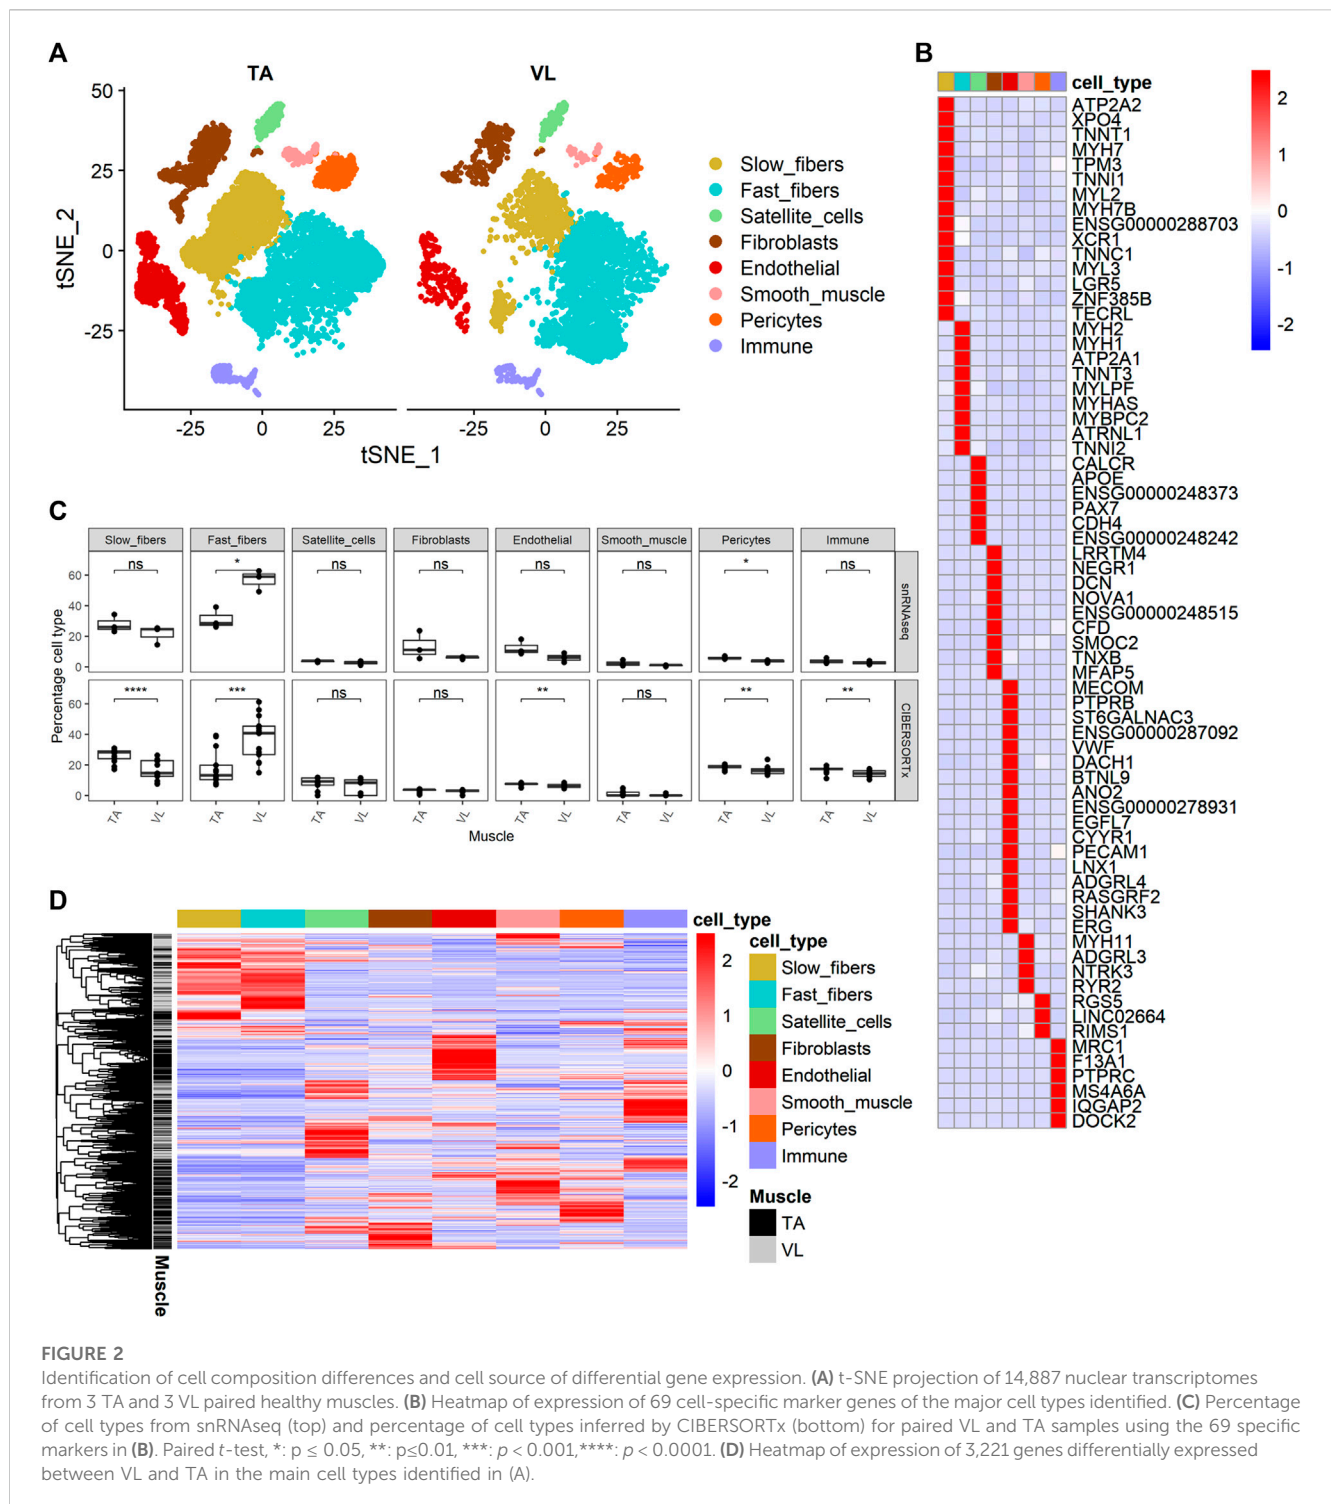 A
TA
VL
50
25
0
-25
tSNE_2
-25
0
25
-25
0
25
tSNE_1
Slow_fibers
Fast_fibers
Satellite_cells
Fibroblasts
Endothelial
Smooth_muscle
Pericytes
Immune
B
cell_type
ATP2A2
XPO4
TNNT1
MYH7
TPM3
TNNI1
MYL2
MYH7B
ENSG00000288703
XCR1
TNNC1
MYL3
LGR5
ZNF385B
TECRL
MYH2
MYH1
ATP2A1
TNNT3
MYLPF
MYHAS
MYBPC2
ATRNL1
TNNI2
CALCR
APOE
ENSG00000248373
PAX7
CDH4
ENSG00000248242
LRRTM4
NEGR1
DCN
NOVA1
ENSG00000248515
CFD
SMOC2
TNXB
MFAP5
MECOM
PTPRB
ST6GALNAC3
ENSG00000287092
VWF
DACH1
BTNL9
ANO2
ENSG00000278931
EGFL7
CYYR1
PECAM1
LNX1
ADGRL4
RASGRF2
SHANK3
ERG
MYH11
ADGRL3
NTRK3
RYR2
RGS5
LINC02664
RIMS1
MRC1
F13A1
PTPRC
MS4A6A
IQGAP2
DOCK2
2
1
0
-1
-2
C
Slow_fibers
Fast_fibers
Satellite_cells
Fibroblasts
Endothelial
Smooth_muscle
Pericytes
Immune
ns
*
ns
ns
ns
ns
*
ns
60
40
20
0
snRNAseq
****
***
ns
ns
**
ns
**
**
60
40
20
0
CIBERSORTx
Percentage cell type
TA VL TA VL TA VL TA VL TA VL TA VL TA VL TA VL
Muscle
D
cell_type
2
1
0
-1
-2
cell_type
Slow_fibers
Fast_fibers
Satellite_cells
Fibroblasts
Endothelial
Smooth_muscle
Pericytes
Immune
Muscle
TA
VL
Muscle
FIGURE 2
Identification of cell composition differences and cell source of differential gene expression. (A) t-SNE projection of 14,887 nuclear transcriptomes
from 3 TA and 3 VL paired healthy muscles. (B) Heatmap of expression of 69 cell-specific marker genes of the major cell types identified. (C) Percentage
of cell types from snRNAseq (top) and percentage of cell types inferred by CIBERSORTx (bottom) for paired VL and TA samples using the 69 specific
markers in (B). Paired t-test, *: p ≤ 0.05, **: p≤0.01, ***: p < 0.001,****: p < 0.0001. (D) Heatmap of expression of 3,221 genes differentially expressed
between VL and TA in the main cell types identified in (A).